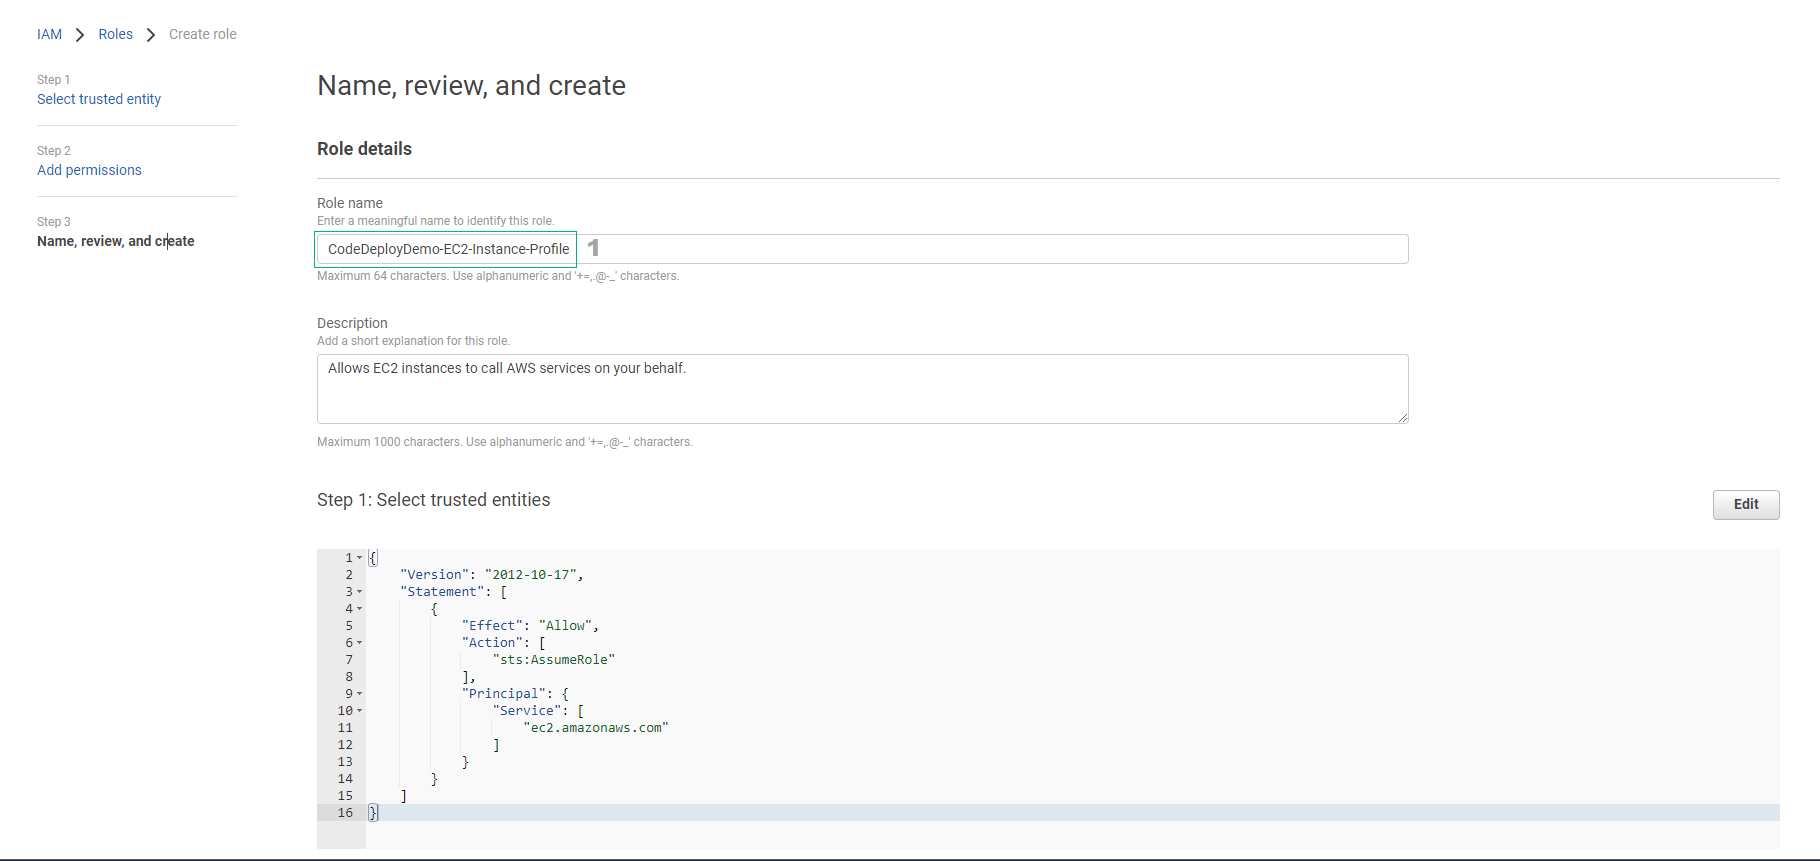 IAM > Roles > Create role
Step 1
Select trusted entity
Step 2
Add permissions
Step 3
Name, review, and create
Name, review, and create
Role details
Role name
Enter a meaningful name to identify this role.
CodeDeployDemo-EC2-Instance-Profile 1
Maximum 64 characters. Use alphanumeric and '+=,.@-_' characters.
Description
Add a short explanation for this role.
Allows EC2 instances to call AWS services on your behalf.
Maximum 1000 characters. Use alphanumeric and '+=,.@-_' characters.
Step 1: Select trusted entities
Edit
1 {
2 "Version": "2012-10-17",
3 "Statement": [
4 {
5 "Effect": "Allow",
6 "Action": [
7 "sts:AssumeRole"
8 ],
9 "Principal": {
10 "Service": [
11 "ec2.amazonaws.com"
12 ]
13 }
14 }
15 ]
16 }